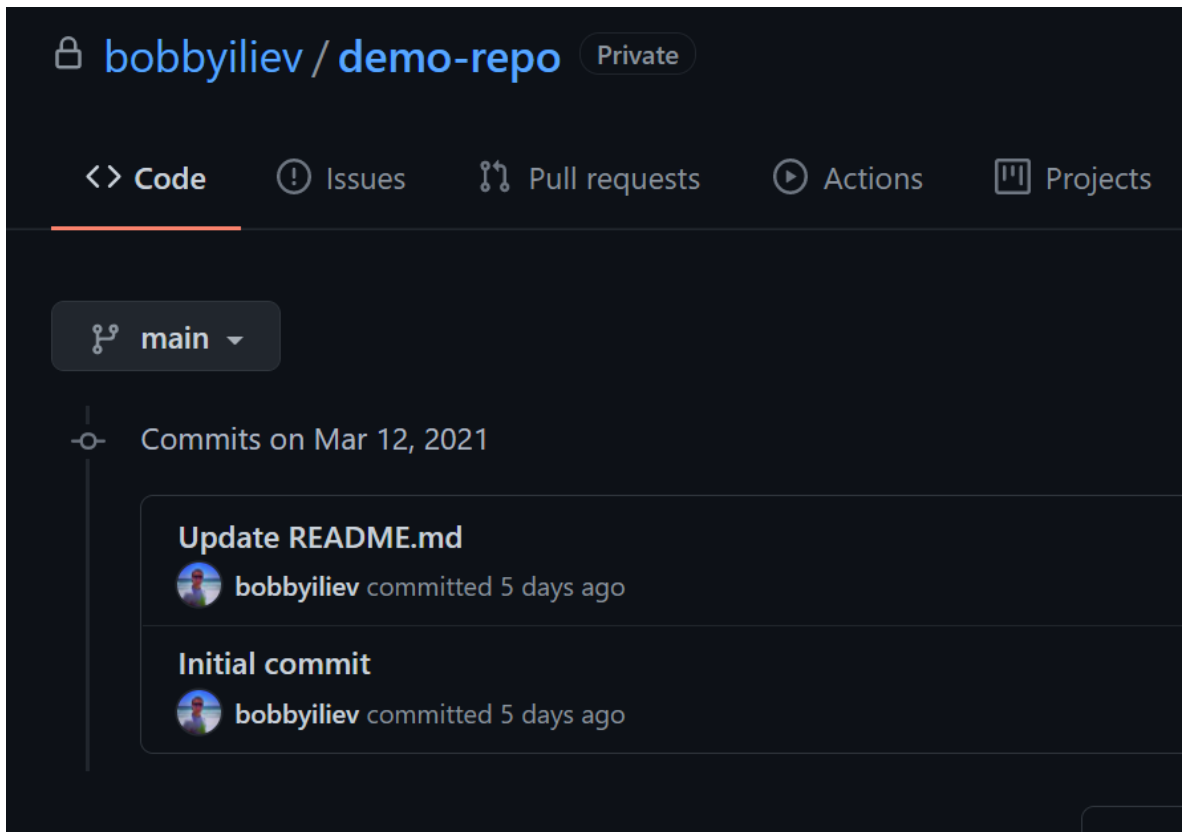 bobbyiliev / demo-repo Private
Code Issues Pull requests Actions Projects
main
Commits on Mar 12, 2021
Update README.md
bobbyiliev committed 5 days ago
Initial commit
bobbyiliev committed 5 days ago